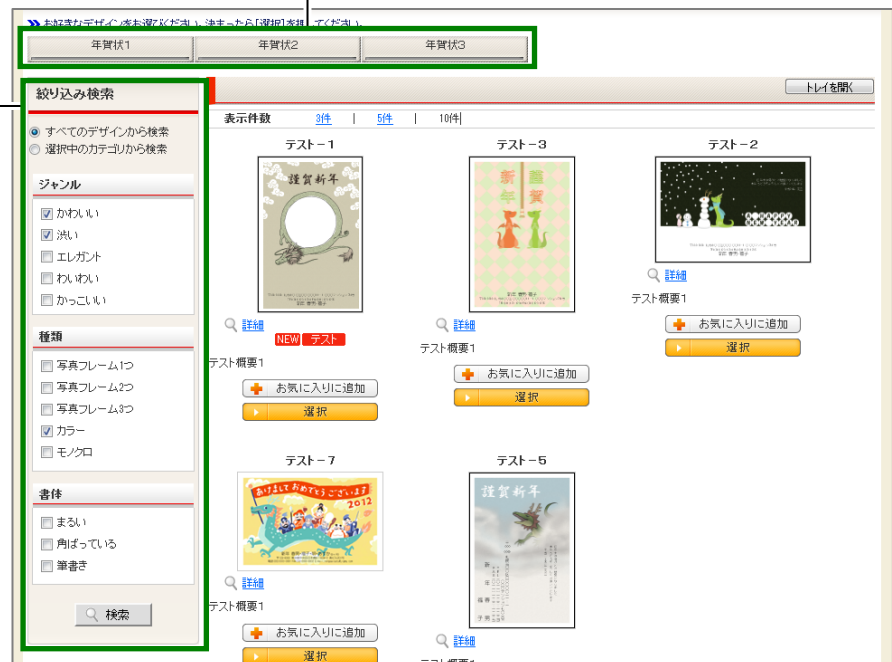 お好きなデザインをお選びください。決まったら[選択]を押してください。
年賀状1 年賀状2 年賀状3
絞り込み検索
トレイを開く
すべてのデザインから検索
選択中のカテゴリから検索
ジャンル
かわいい
渋い
エレガント
わいわい
かっこいい
種類
写真フレーム1つ
写真フレーム2つ
写真フレーム3つ
カラー
モノクロ
書体
まるい
角ばっている
筆書き
検索
表示件数 3件 | 5件 | 10件|
テスト-1
謹賀新年
詳細
NEW テスト
テスト概要1
お気に入りに追加
選択
テスト-3
謹賀
新年
詳細
テスト概要1
お気に入りに追加
選択
テスト-2
詳細
テスト概要1
お気に入りに追加
選択
テスト-7
あけましておめでとうございます
2012
詳細
テスト概要1
お気に入りに追加
選択
テスト-5
謹賀新年
詳細
テスト概要1